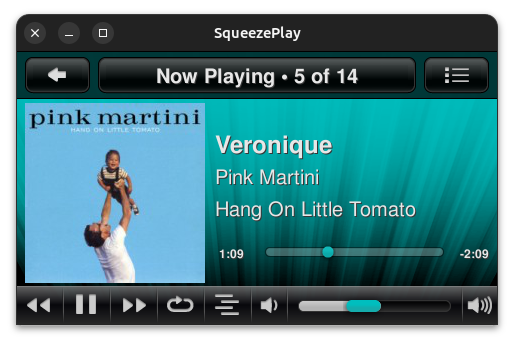 SqueezePlay
Now Playing • 5 of 14
pink martini
HANG ON LITTLE TOMATO
Veronique
Pink Martini
Hang On Little Tomato
1:09
-2:09